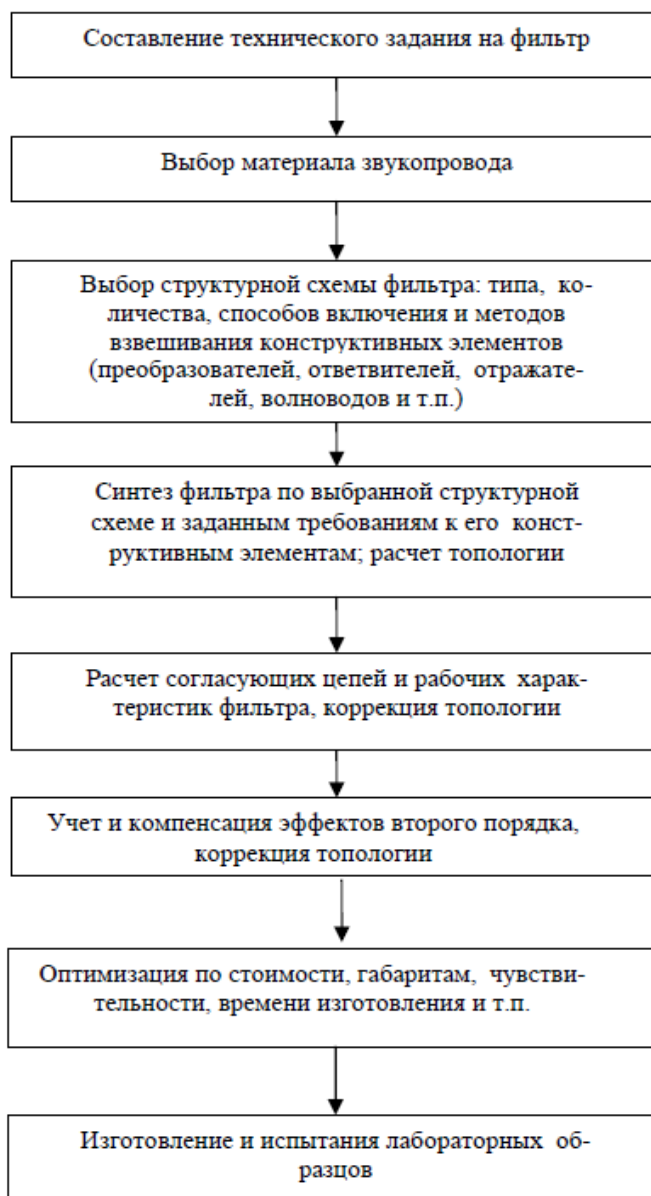 Составление технического задания на фильтр
Выбор материала звукопровода
Выбор структурной схемы фильтра: типа, ко-
личества, способов включения и методов
взвешивания конструктивных элементов
(преобразователей, ответвителей, отражате-
лей, волноводов и т.п.)
Синтез фильтра по выбранной структурной
схеме и заданным требованиям к его конст-
руктивным элементам; расчет топологии
Расчет согласующих цепей и рабочих харак-
теристик фильтра, коррекция топологии
Учет и компенсация эффектов второго порядка,
коррекция топологии
Оптимизация по стоимости, габаритам, чувстви-
тельности, времени изготовления и т.п.
Изготовление и испытания лабораторных об-
разцов